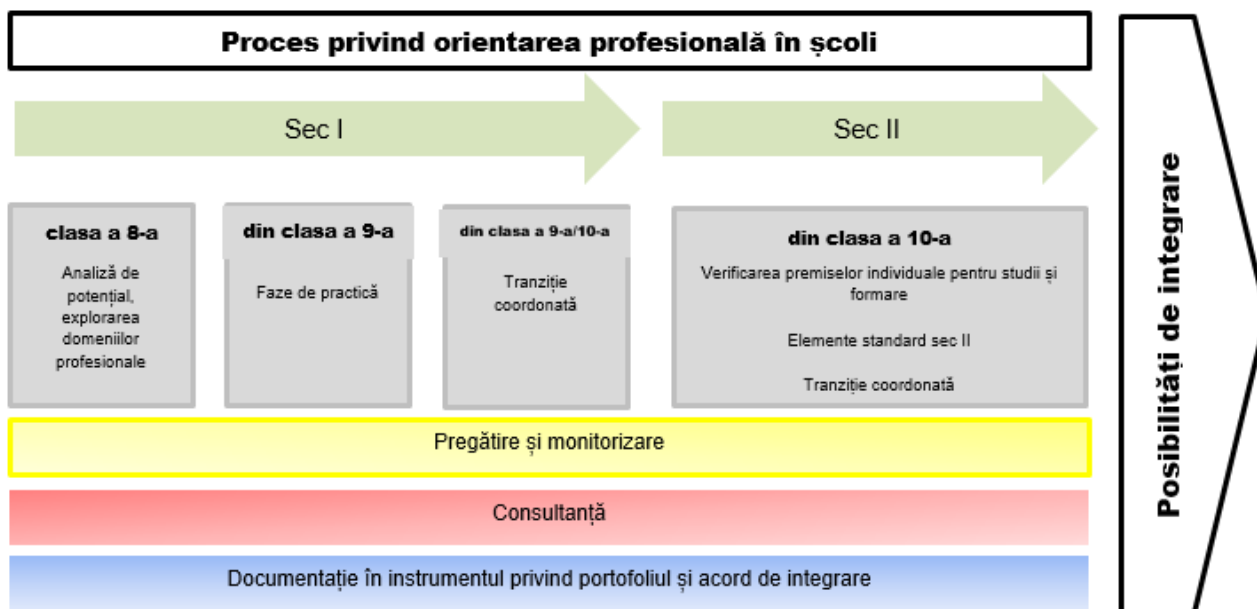 Proces privind orientarea profesională în școli
Sec I
Sec II
clasa a 8-a
Analiză de
potențial,
explorarea
domeniilor
profesionale
din clasa a 9-a
Faze de practică
din clasa a 9-a/10-a
Tranziție
coordonată
din clasa a 10-a
Verificarea premiselor individuale pentru studii și
formare
Elemente standard sec II
Tranziție coordonată
Pregătire și monitorizare
Consultanță
Documentație în instrumentul privind portofoliul și acord de integrare
Posibilități de integrare